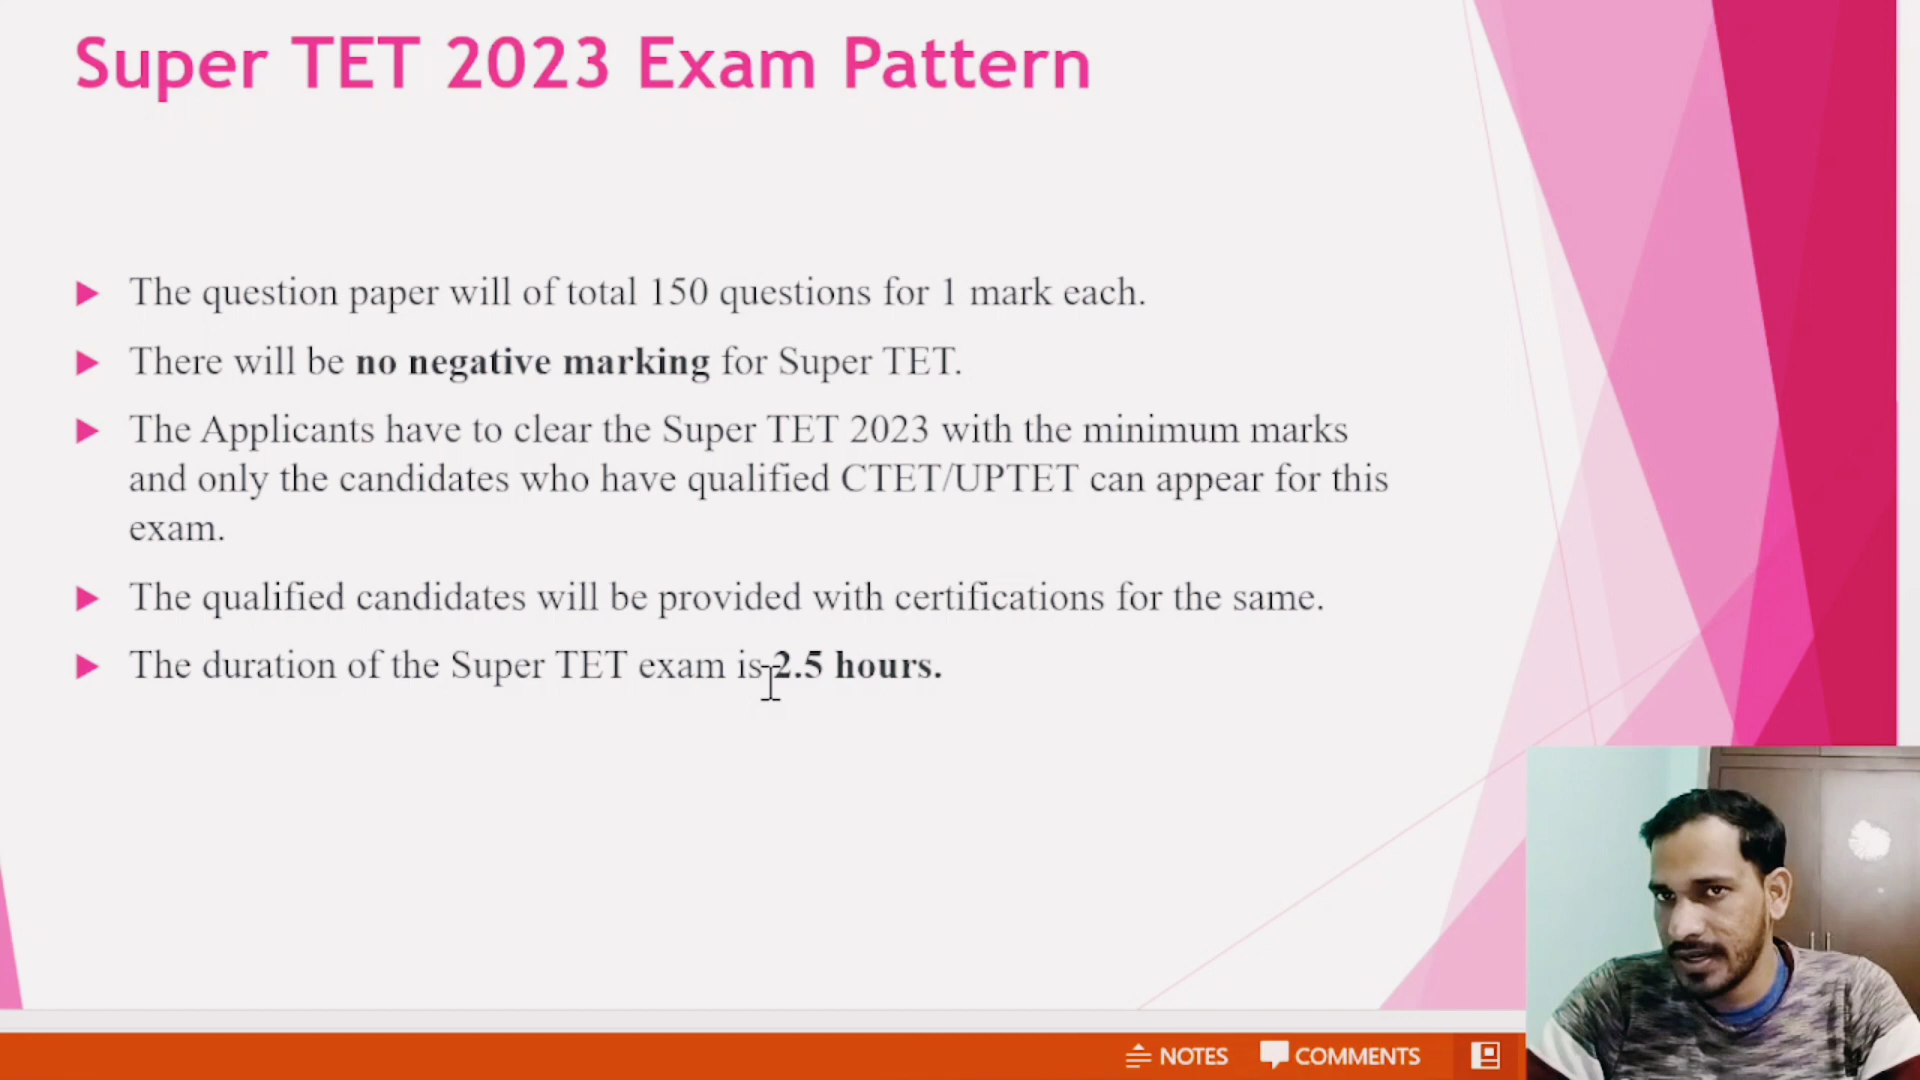 Super TET 2023 Exam Pattern
The question paper will of total 150 questions for 1 mark each.
There will be no negative marking for Super TET.
The Applicants have to clear the Super TET 2023 with the minimum marks
and only the candidates who have qualified CTET/UPTET can appear for this
exam.
The qualified candidates will be provided with certifications for the same.
The duration of the Super TET exam is 2.5 hours.
NOTES COMMENTS